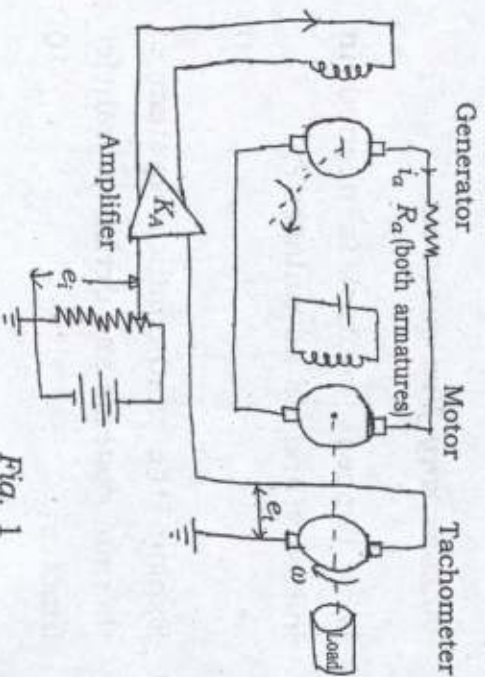 Generator
Motor
Tachometer
i_a R_a (both armatures)
K_A
Amplifier
e_i
e_t
ω
Load
Fig. 1